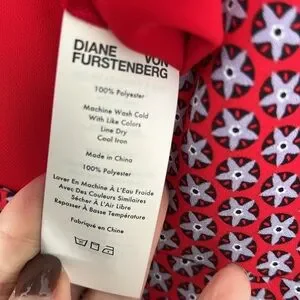 DIANE VON
FURSTENBERG
100% Polyester
Machine Wash Cold
With Like Colors
Line Dry
Cool Iron
Made in China
100% Polyester
Laver En Machine À L'Eau Froide
Avec Des Couleurs Similaires
Sécher À L'Air Libre
Repasser À Basse Température
Fabriqué en Chine